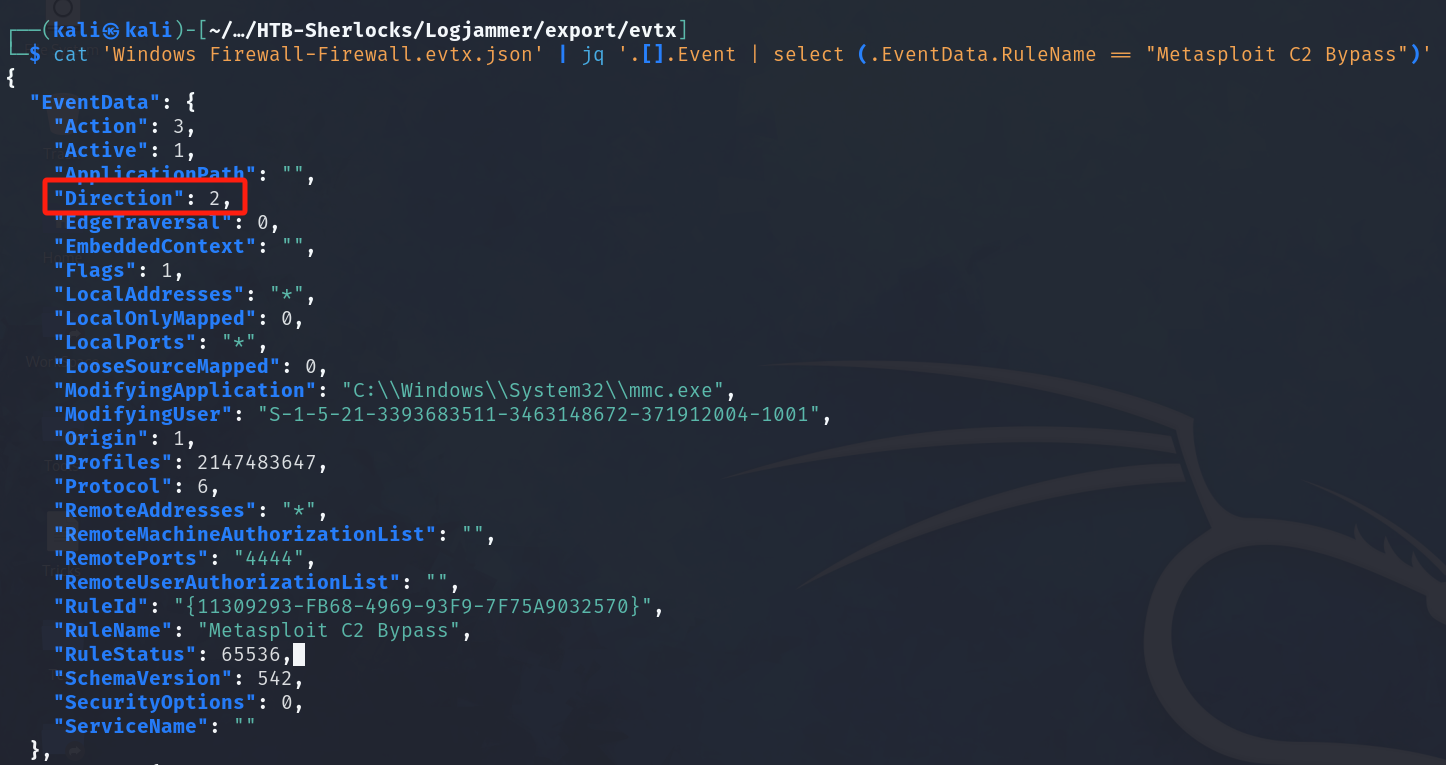 ┌──(kali㉿kali)-[~/…/HTB-Sherlocks/Logjammer/export/evtx]
└─$ cat 'Windows Firewall-Firewall.evtx.json' | jq '.[].Event | select (.EventData.RuleName == "Metasploit C2 Bypass")'
{
  "EventData": {
    "Action": 3,
    "Active": 1,
    "ApplicationPath": "",
    "Direction": 2,
    "EdgeTraversal": 0,
    "EmbeddedContext": "",
    "Flags": 1,
    "LocalAddresses": "*",
    "LocalOnlyMapped": 0,
    "LocalPorts": "*",
    "LooseSourceMapped": 0,
    "ModifyingApplication": "C:\\Windows\\System32\\mmc.exe",
    "ModifyingUser": "S-1-5-21-3393683511-3463148672-371912004-1001",
    "Origin": 1,
    "Profiles": 2147483647,
    "Protocol": 6,
    "RemoteAddresses": "*",
    "RemoteMachineAuthorizationList": "",
    "RemotePorts": "4444",
    "RemoteUserAuthorizationList": "",
    "RuleId": "{11309293-FB68-4969-93F9-7F75A9032570}",
    "RuleName": "Metasploit C2 Bypass",
    "RuleStatus": 65536,
    "SchemaVersion": 542,
    "SecurityOptions": 0,
    "ServiceName": ""
  },